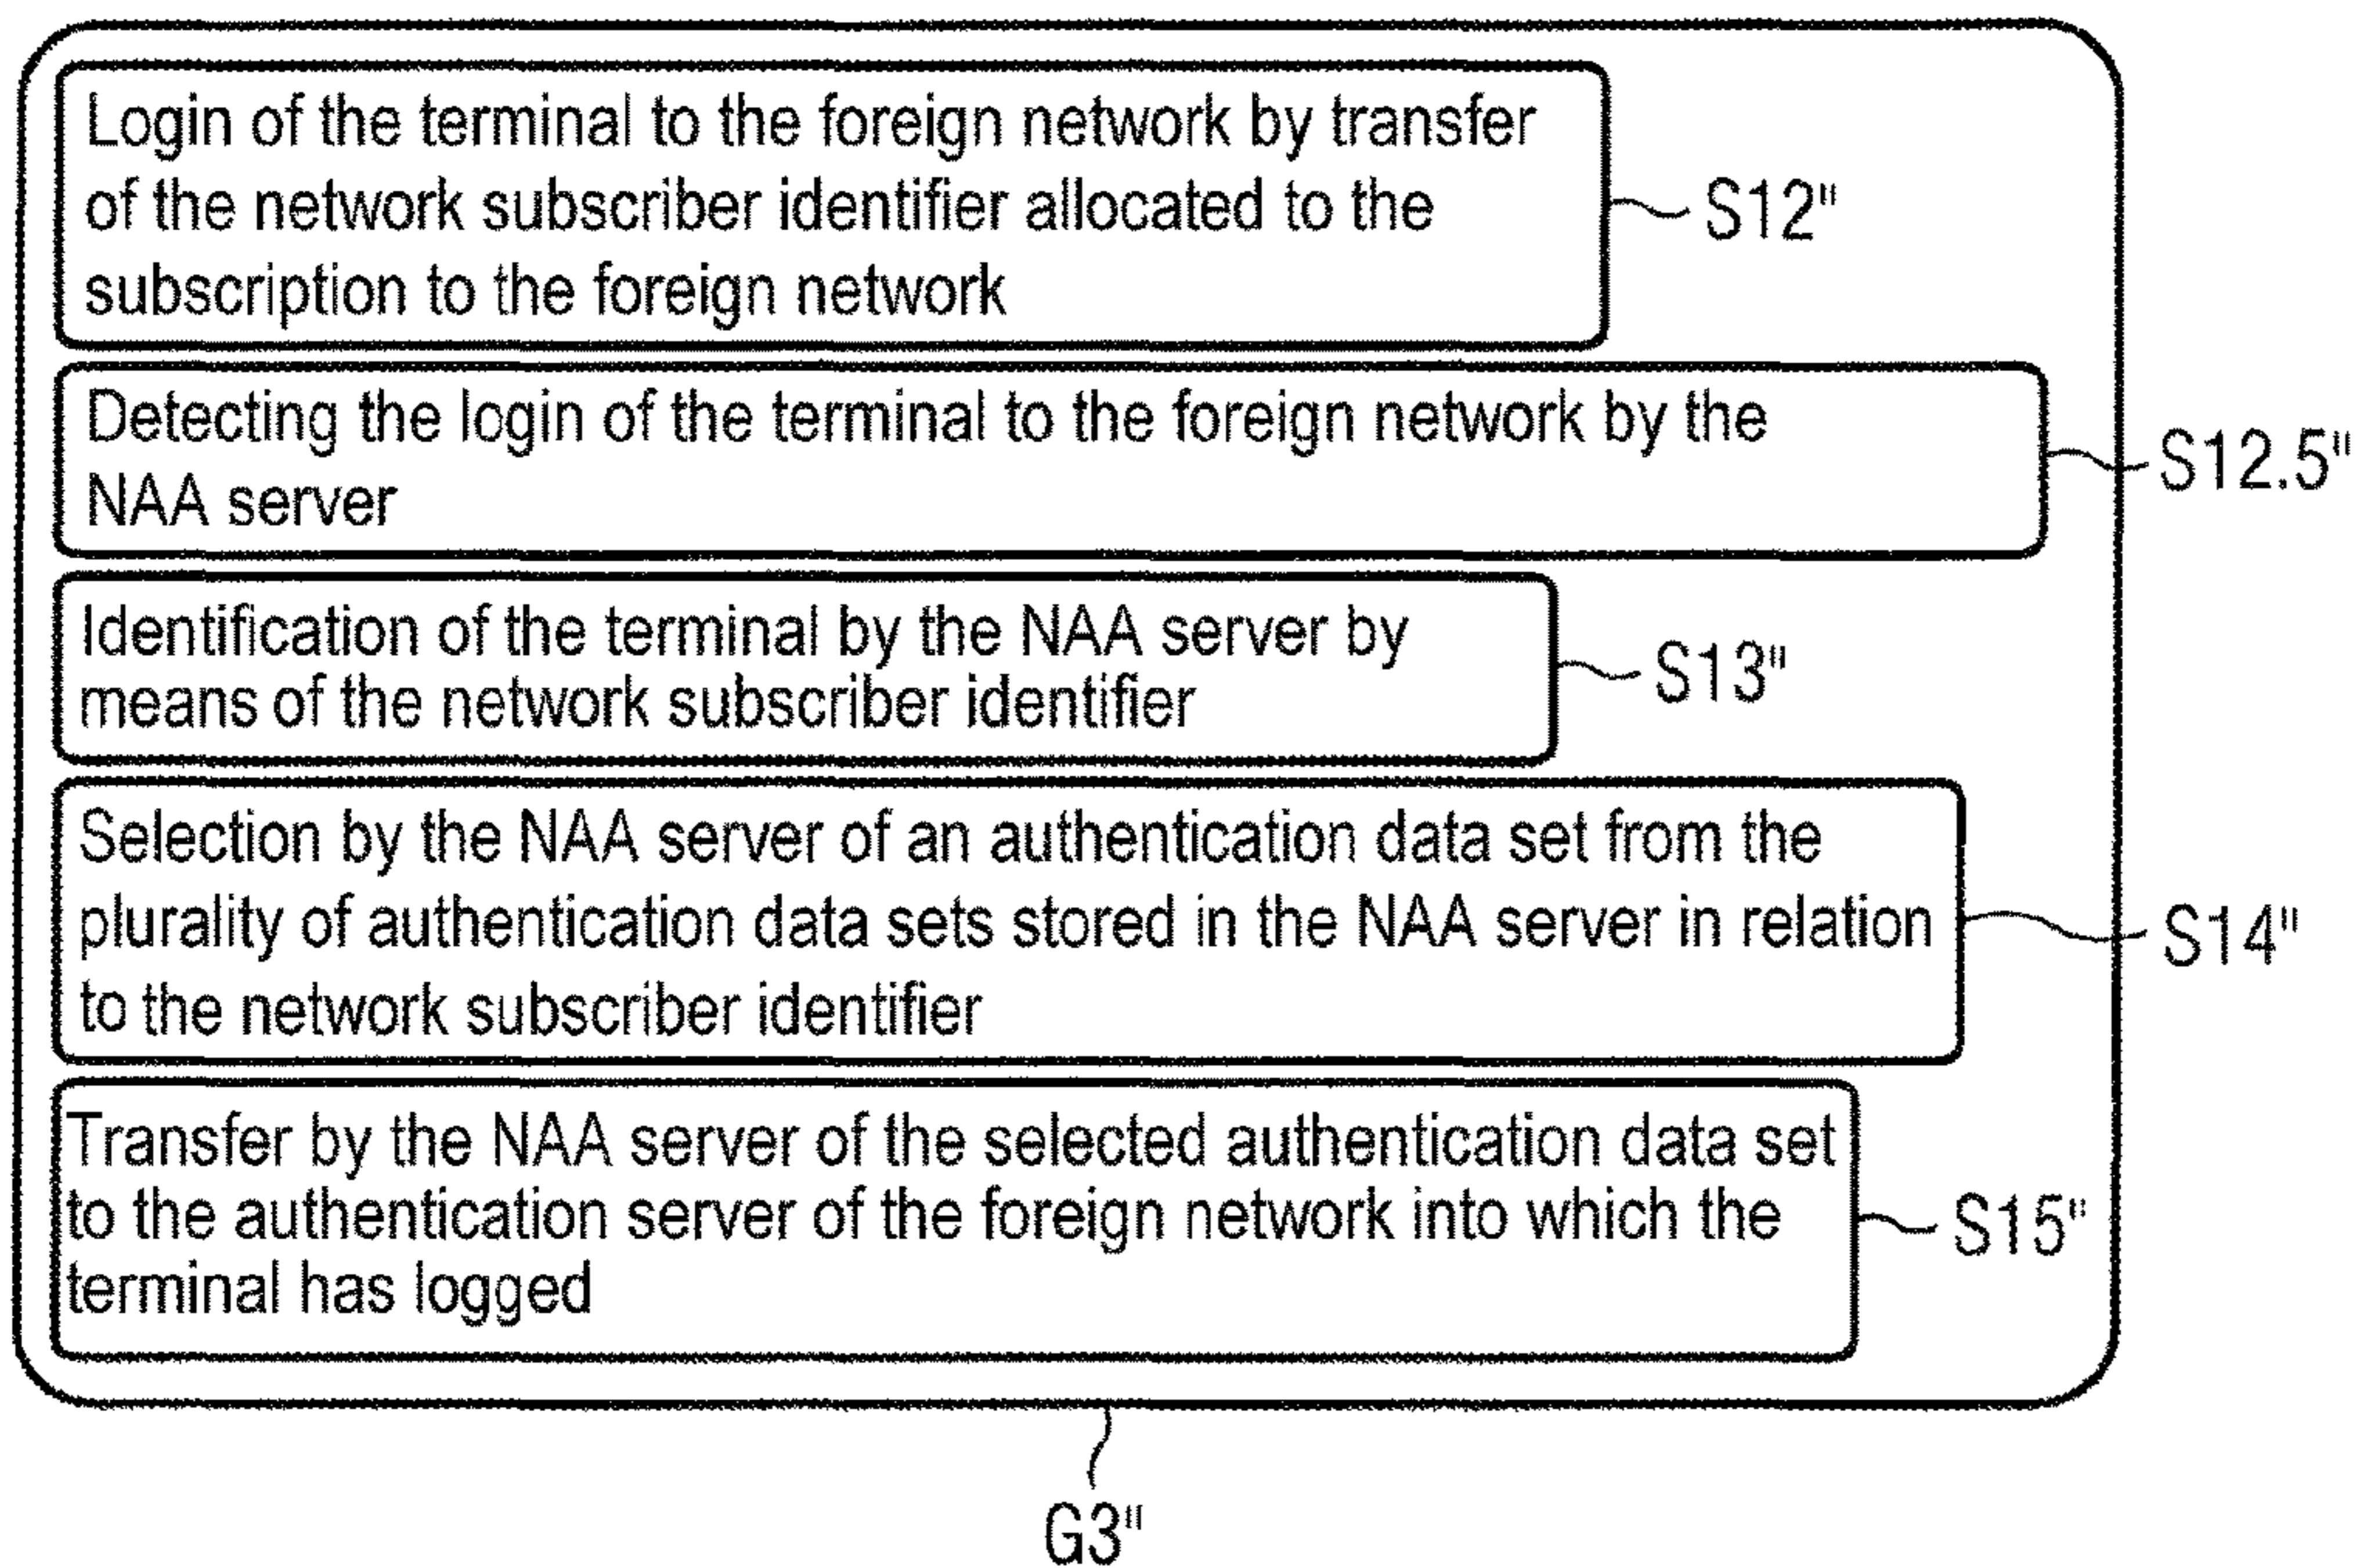 Login of the terminal to the foreign network by transfer
of the network subscriber identifier allocated to the
subscription to the foreign network
S12"
Detecting the login of the terminal to the foreign network by the
NAA server
S12.5"
Identification of the terminal by the NAA server by
means of the network subscriber identifier
S13"
Selection by the NAA server of an authentication data set from the
plurality of authentication data sets stored in the NAA server in relation
to the network subscriber identifier
S14"
Transfer by the NAA server of the selected authentication data set
to the authentication server of the foreign network into which the
terminal has logged
S15"
G3"